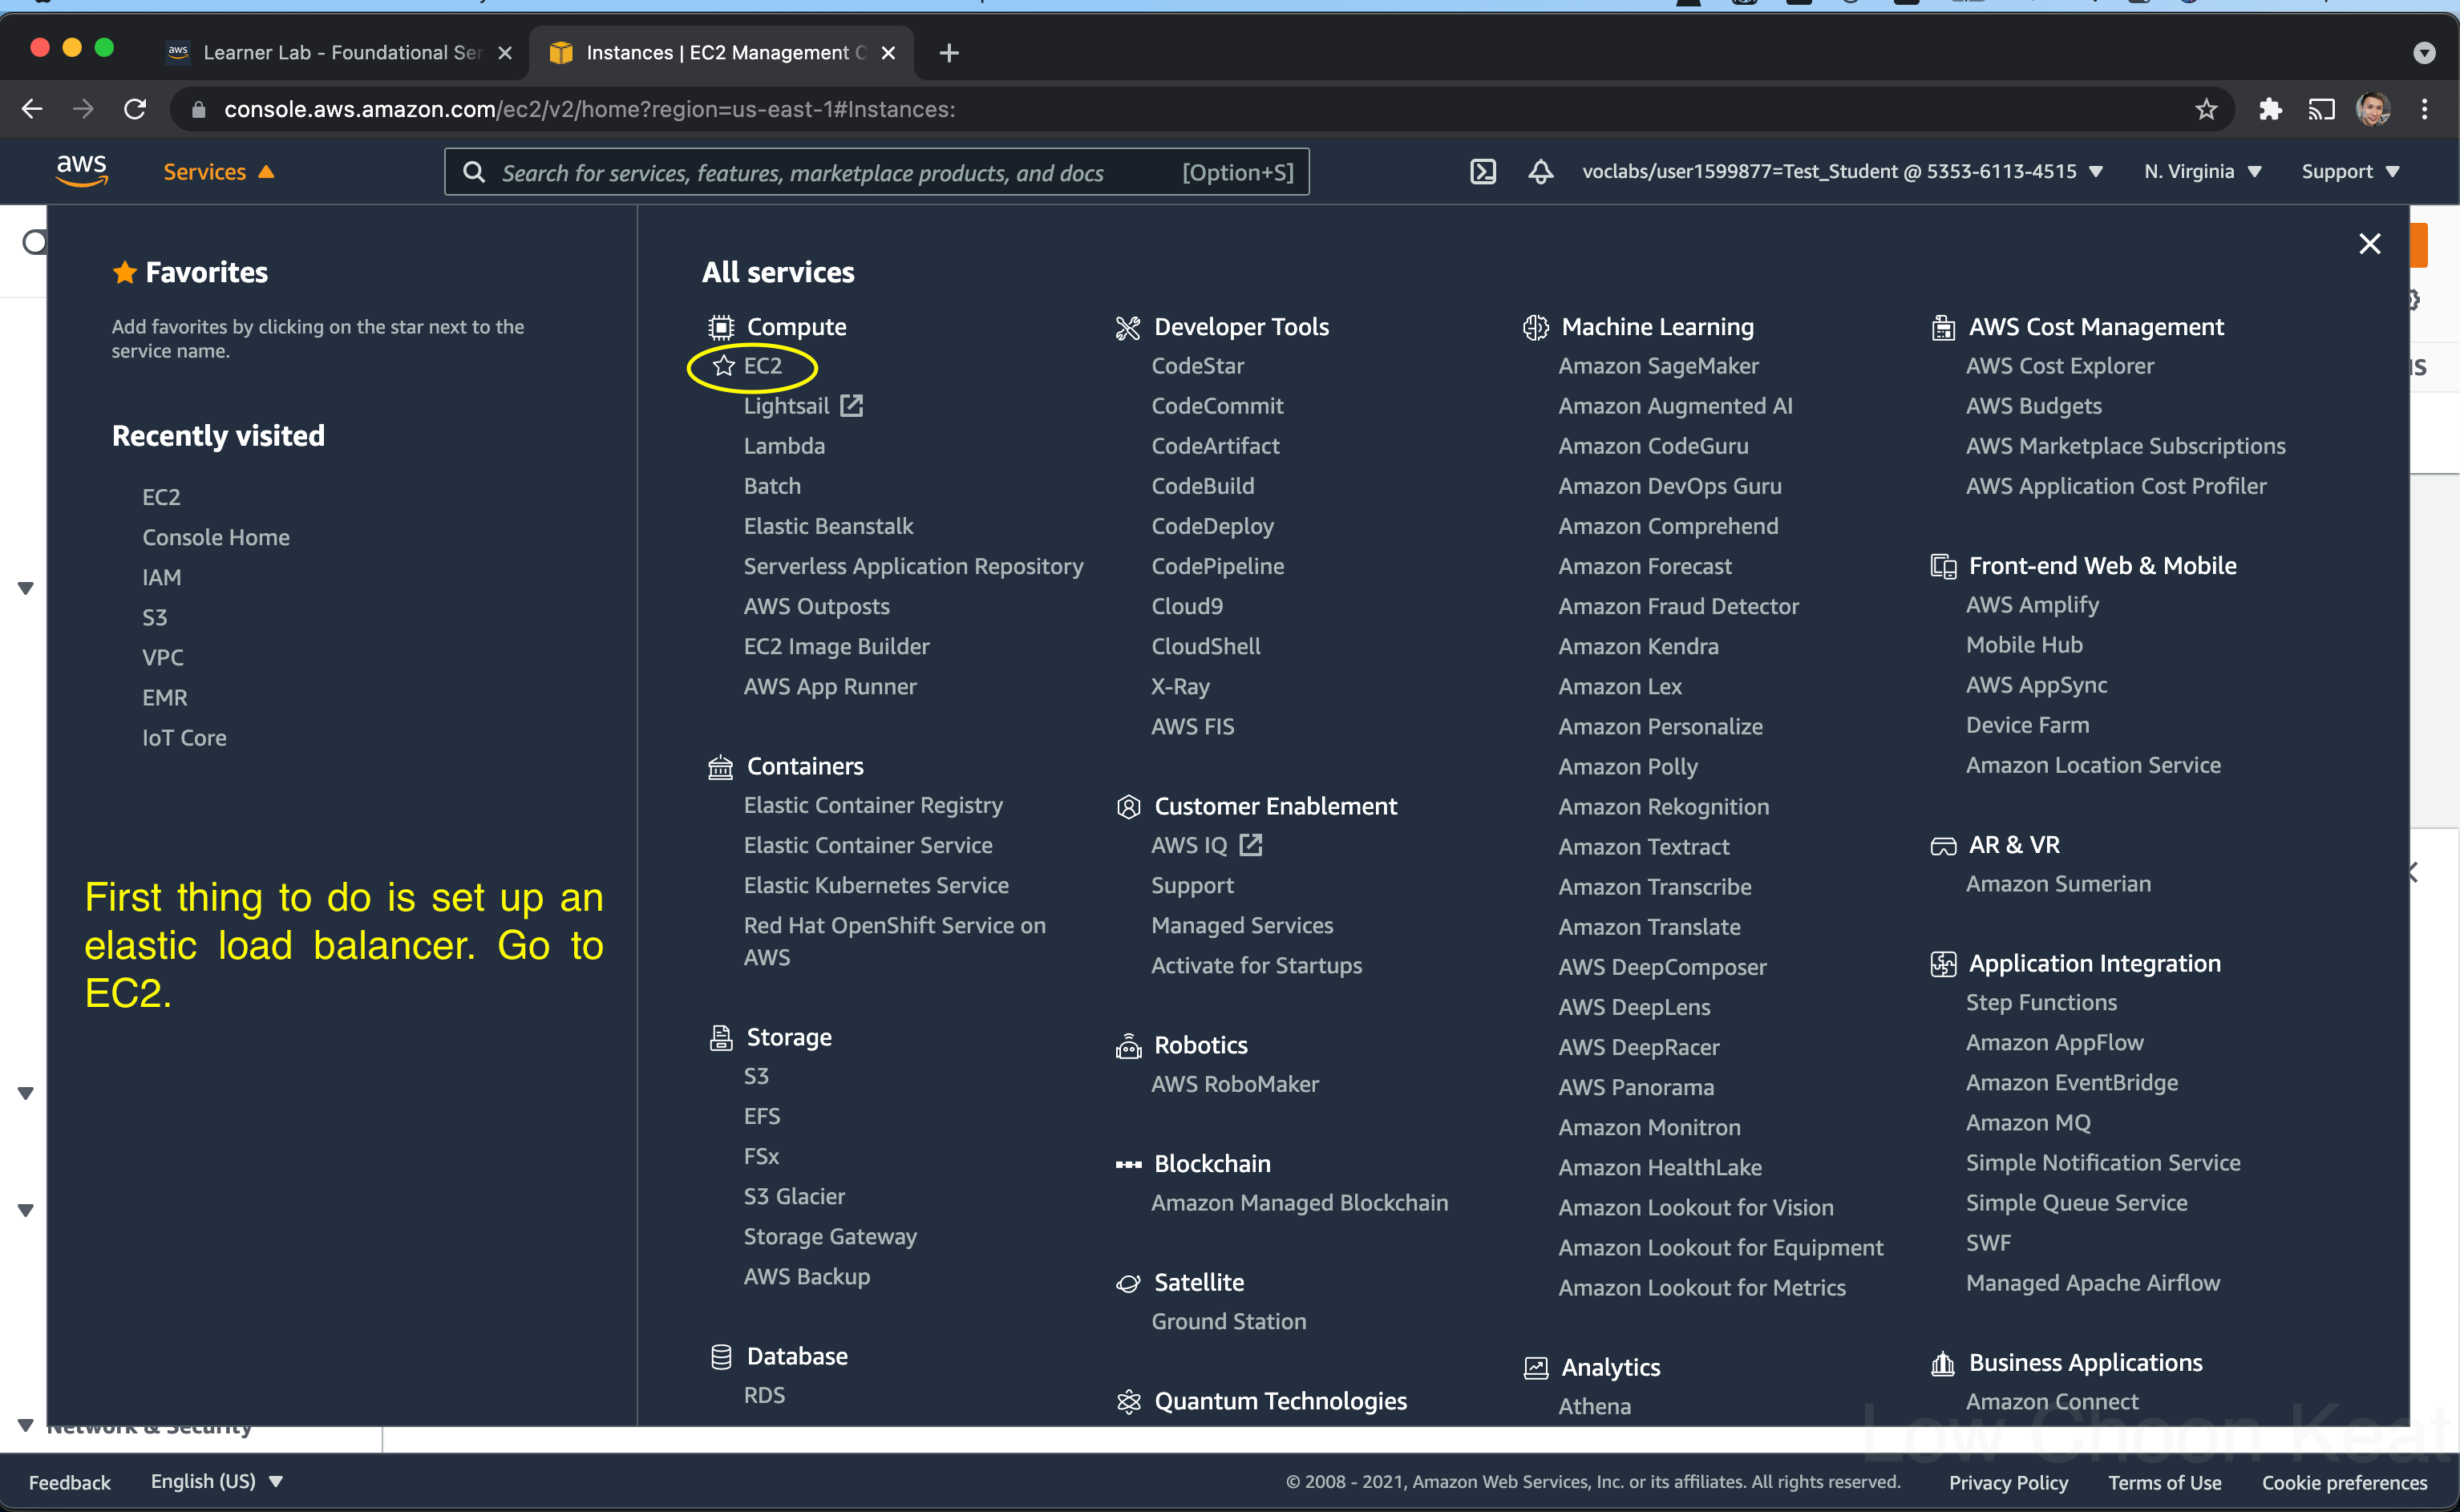 aws
Learner Lab - Foundational Ser
Instances | EC2 Management C
console.aws.amazon.com/ec2/v2/home?region=us-east-1#Instances:
aws
Services
Search for services, features, marketplace products, and docs
[Option+S]
voclabs/user1599877=Test_Student @ 5353-6113-4515
N. Virginia
Support
Favorites
Add favorites by clicking on the star next to the
service name.
Recently visited
EC2
Console Home
IAM
S3
VPC
EMR
IoT Core
First thing to do is set up an
elastic load balancer. Go to
EC2.
All services
Compute
EC2
Lightsail
Lambda
Batch
Elastic Beanstalk
Serverless Application Repository
AWS Outposts
EC2 Image Builder
AWS App Runner
Containers
Elastic Container Registry
Elastic Container Service
Elastic Kubernetes Service
Red Hat OpenShift Service on
AWS
Storage
S3
EFS
FSx
S3 Glacier
Storage Gateway
AWS Backup
Database
RDS
Developer Tools
CodeStar
CodeCommit
CodeArtifact
CodeBuild
CodeDeploy
CodePipeline
Cloud9
CloudShell
X-Ray
AWS FIS
Customer Enablement
AWS IQ
Support
Managed Services
Activate for Startups
Robotics
AWS RoboMaker
Blockchain
Amazon Managed Blockchain
Satellite
Ground Station
Quantum Technologies
Machine Learning
Amazon SageMaker
Amazon Augmented AI
Amazon CodeGuru
Amazon DevOps Guru
Amazon Comprehend
Amazon Forecast
Amazon Fraud Detector
Amazon Kendra
Amazon Lex
Amazon Personalize
Amazon Polly
Amazon Rekognition
Amazon Textract
Amazon Transcribe
Amazon Translate
AWS DeepComposer
AWS DeepLens
AWS DeepRacer
AWS Panorama
Amazon Monitron
Amazon HealthLake
Amazon Lookout for Vision
Amazon Lookout for Equipment
Amazon Lookout for Metrics
Analytics
Athena
AWS Cost Management
AWS Cost Explorer
AWS Budgets
AWS Marketplace Subscriptions
AWS Application Cost Profiler
Front-end Web & Mobile
AWS Amplify
Mobile Hub
AWS AppSync
Device Farm
Amazon Location Service
AR & VR
Amazon Sumerian
Application Integration
Step Functions
Amazon AppFlow
Amazon EventBridge
Amazon MQ
Simple Notification Service
Simple Queue Service
SWF
Managed Apache Airflow
Business Applications
Amazon Connect
Network & Security
Low Choon Keat
Feedback
English (US)
© 2008 - 2021, Amazon Web Services, Inc. or its affiliates. All rights reserved.
Privacy Policy
Terms of Use
Cookie preferences